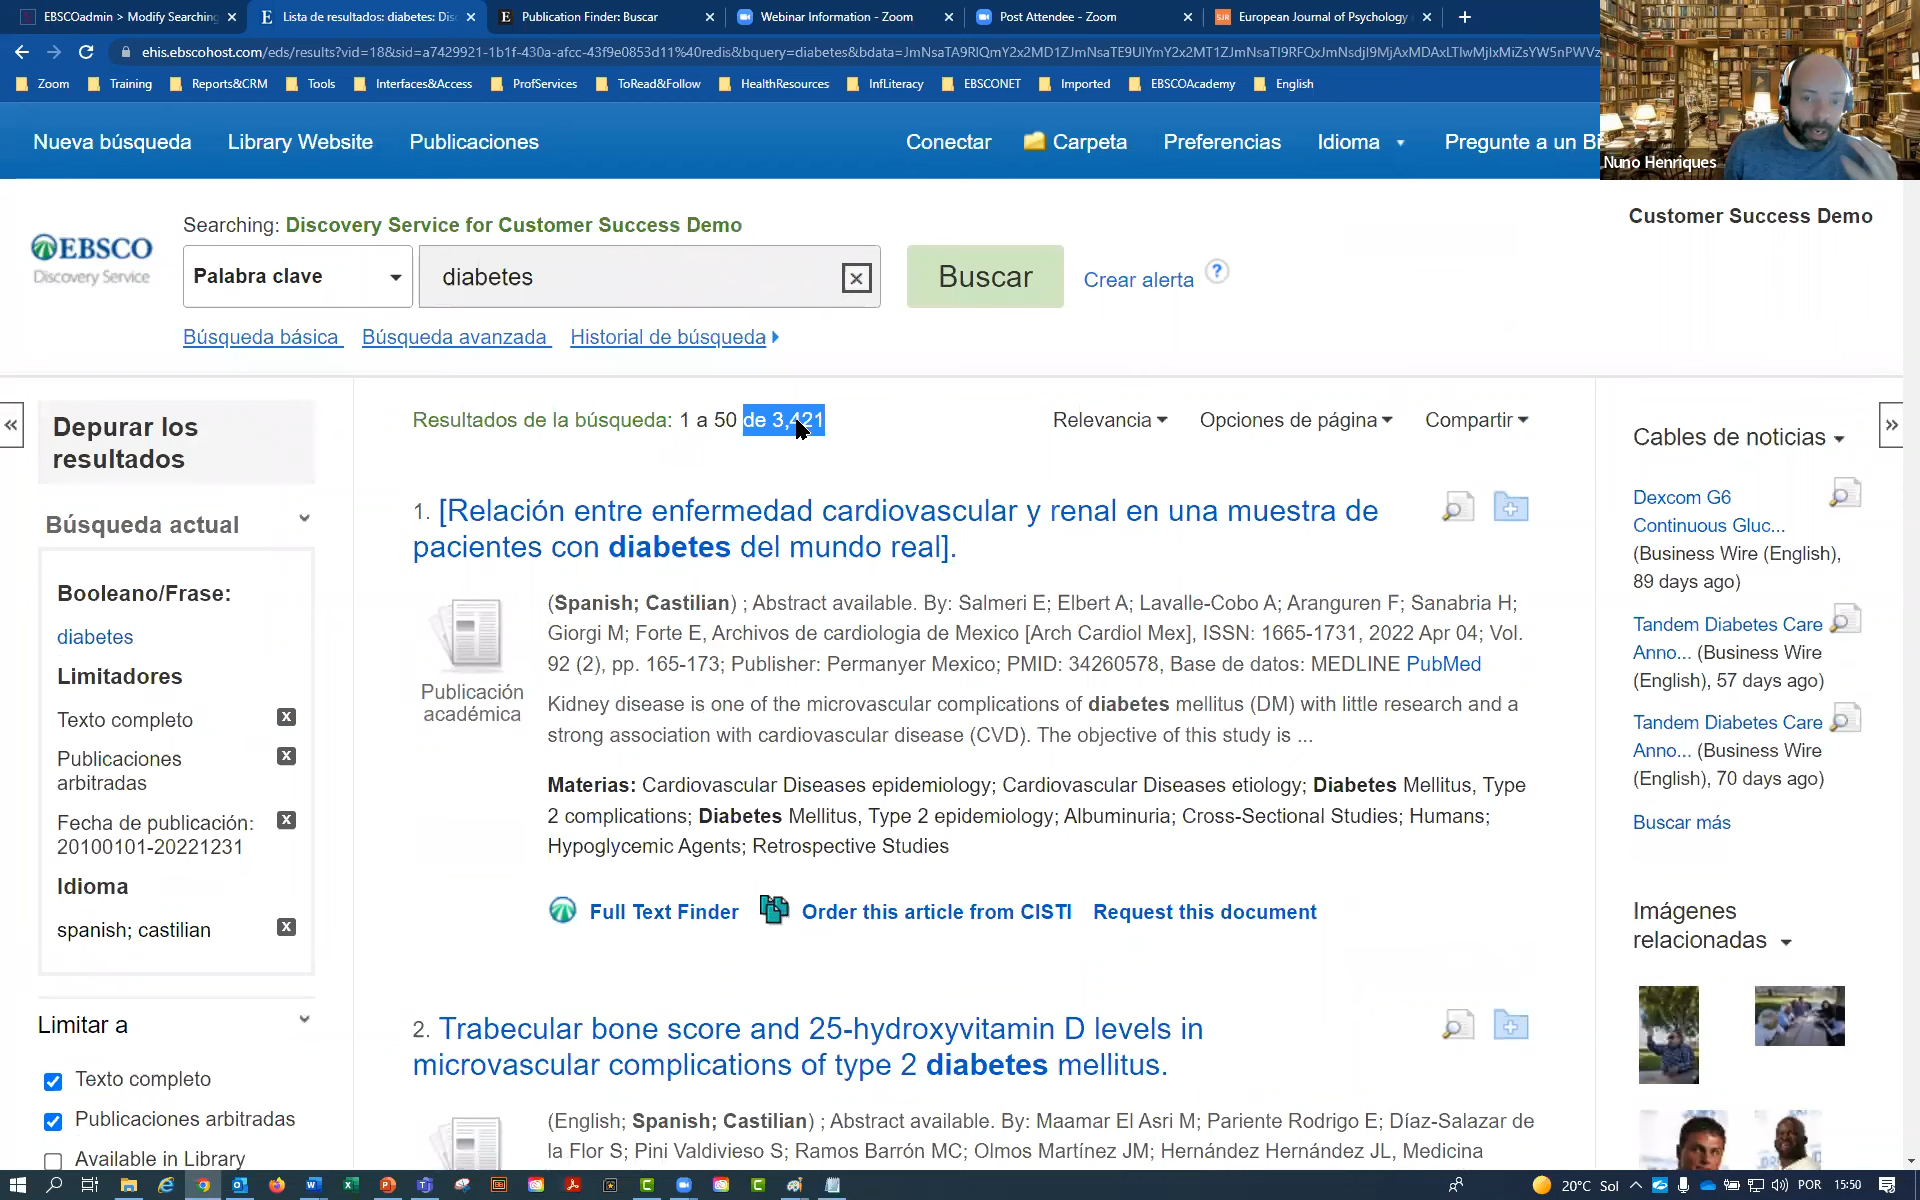 EBSCOadmin > Modify Searching
Lista de resultados: diabetes: Dis
Publication Finder: Buscar
Webinar Information - Zoom
Post Attendee - Zoom
European Journal of Psychology
ehis.ebscohost.com/eds/results?vid=18&sid=a7429921-1b1f-430a-afcc-43f9e0853d11%40redis&bquery=diabetes&bdata=
Zoom
Training
Reports&CRM
Tools
Interfaces&Access
ProfServices
ToRead&Follow
HealthResources
InfLiteracy
EBSCONET
Imported
EBSCOAcademy
English
Nueva búsqueda
Library Website
Publicaciones
Conectar
Carpeta
Preferencias
Idioma
Pregunte a un Bi
Nuno Henriques
Customer Success Demo
EBSCO
Discovery Service
Searching: Discovery Service for Customer Success Demo
Palabra clave
diabetes
Buscar
Crear alerta
?
Búsqueda básica
Búsqueda avanzada
Historial de búsqueda
Depurar los
resultados
Búsqueda actual
Booleano/Frase:
diabetes
Limitadores
Texto completo
Publicaciones
arbitradas
Fecha de publicación:
20100101-20221231
Idioma
spanish; castilian
Limitar a
Texto completo
Publicaciones arbitradas
Available in Library
Resultados de la búsqueda: 1 a 50 de 3,421
Relevancia
Opciones de página
Compartir
1. [Relación entre enfermedad cardiovascular y renal en una muestra de
pacientes con diabetes del mundo real].
Publicación
académica
(Spanish; Castilian) ; Abstract available. By: Salmeri E; Elbert A; Lavalle-Cobo A; Aranguren F; Sanabria H;
Giorgi M; Forte E, Archivos de cardiologia de Mexico [Arch Cardiol Mex], ISSN: 1665-1731, 2022 Apr 04; Vol.
92 (2), pp. 165-173; Publisher: Permanyer Mexico; PMID: 34260578, Base de datos: MEDLINE PubMed
Kidney disease is one of the microvascular complications of diabetes mellitus (DM) with little research and a
strong association with cardiovascular disease (CVD). The objective of this study is ...
Materias: Cardiovascular Diseases epidemiology; Cardiovascular Diseases etiology; Diabetes Mellitus, Type
2 complications; Diabetes Mellitus, Type 2 epidemiology; Albuminuria; Cross-Sectional Studies; Humans;
Hypoglycemic Agents; Retrospective Studies
Full Text Finder
Order this article from CISTI
Request this document
2. Trabecular bone score and 25-hydroxyvitamin D levels in
microvascular complications of type 2 diabetes mellitus.
(English; Spanish; Castilian) ; Abstract available. By: Maamar El Asri M; Pariente Rodrigo E; Díaz-Salazar de
la Flor S; Pini Valdivieso S; Ramos Barrón MC; Olmos Martínez JM; Hernández Hernández JL, Medicina
Cables de noticias
Dexcom G6
Continuous Gluc...
(Business Wire (English),
89 days ago)
Tandem Diabetes Care
Anno... (Business Wire
(English), 57 days ago)
Tandem Diabetes Care
Anno... (Business Wire
(English), 70 days ago)
Buscar más
Imágenes
relacionadas
20°C Sol
POR
15:50